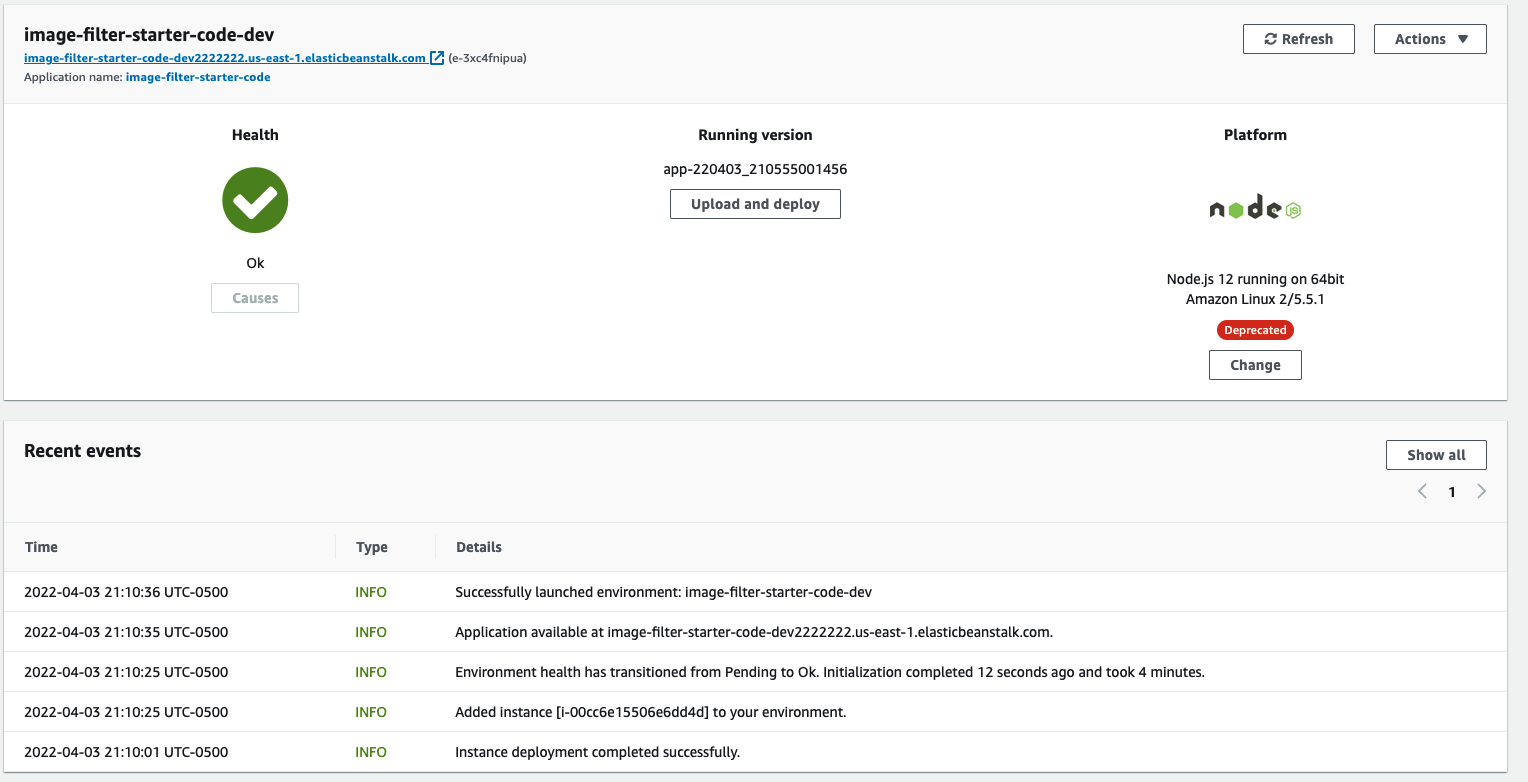 image-filter-starter-code-dev
image-filter-starter-code-dev2222222.us-east-1.elasticbeanstalk.com (e-3xc4fnipua)
Application name: image-filter-starter-code
Refresh
Actions
Health
Ok
Causes
Running version
app-220403_210555001456
Upload and deploy
Platform
node JS
Node.js 12 running on 64bit
Amazon Linux 2/5.5.1
Deprecated
Change
Recent events
Show all
1
Time Type Details
2022-04-03 21:10:36 UTC-0500 INFO Successfully launched environment: image-filter-starter-code-dev
2022-04-03 21:10:35 UTC-0500 INFO Application available at image-filter-starter-code-dev2222222.us-east-1.elasticbeanstalk.com.
2022-04-03 21:10:25 UTC-0500 INFO Environment health has transitioned from Pending to Ok. Initialization completed 12 seconds ago and took 4 minutes.
2022-04-03 21:10:25 UTC-0500 INFO Added instance [i-00cc6e15506e6dd4d] to your environment.
2022-04-03 21:10:01 UTC-0500 INFO Instance deployment completed successfully.